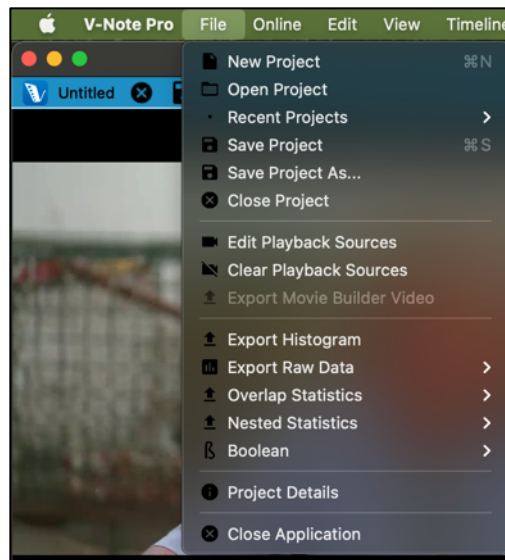 V-Note Pro File Online Edit View Timeline
Untitled
New Project ⌘N
Open Project
Recent Projects
Save Project ⌘S
Save Project As...
Close Project
Edit Playback Sources
Clear Playback Sources
Export Movie Builder Video
Export Histogram
Export Raw Data
Overlap Statistics
Nested Statistics
Boolean
Project Details
Close Application